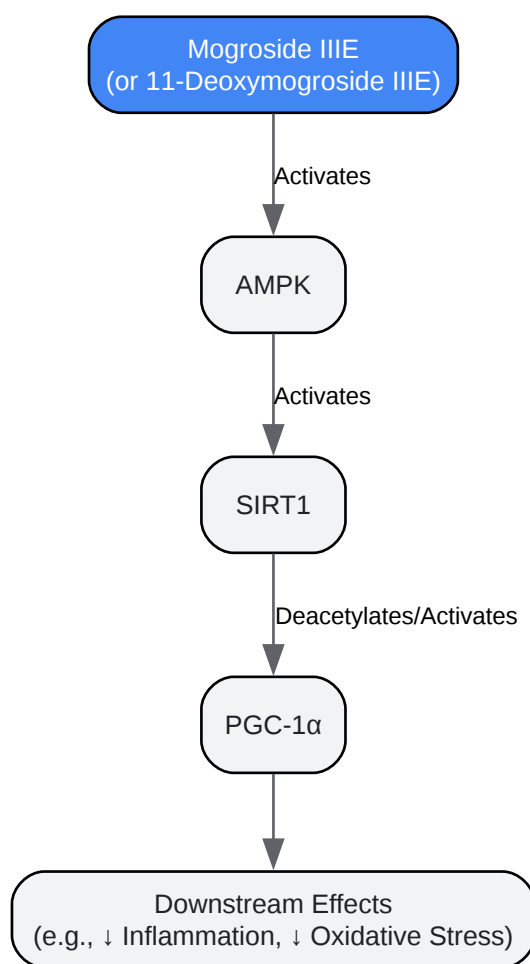 Mogroside IIIE
(or 11-Deoxymogroside IIIE)
Activates
AMPK
Activates
SIRT1
Deacetylates/Activates
PGC-1α
Downstream Effects
(e.g., ↓ Inflammation, ↓ Oxidative Stress)